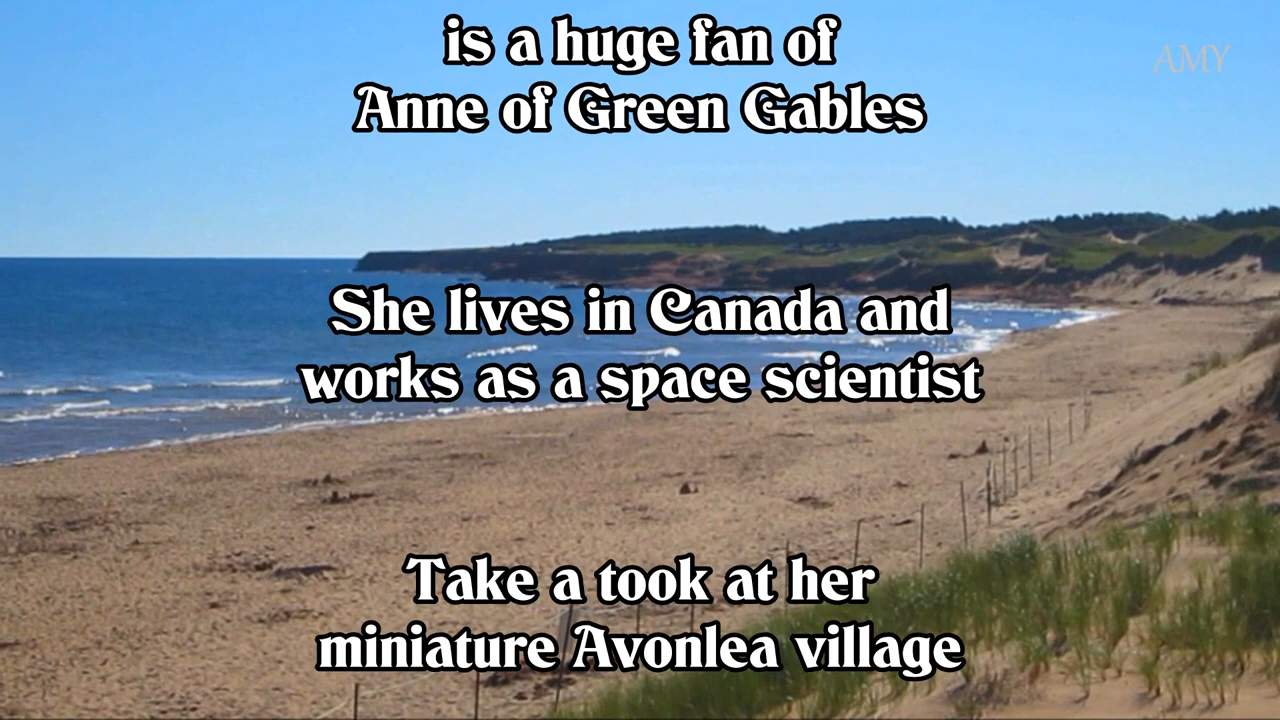 is a huge fan of
AMY
Anne of Green Gables
She lives in Canada and
works as a space scientist
Take a took at her
miniature Avonlea village